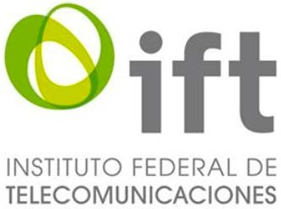 ift
INSTITUTO FEDERAL DE
TELECOMUNICACIONES